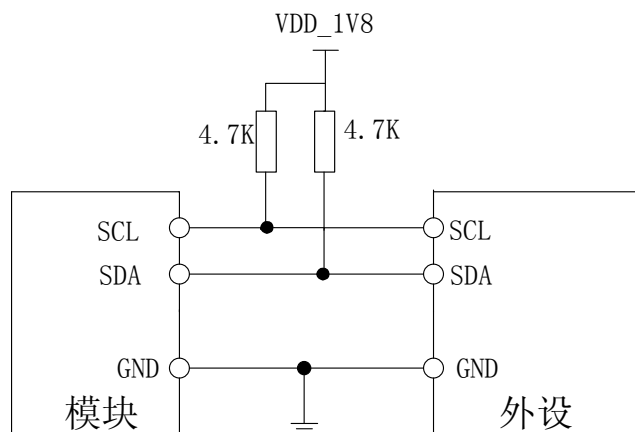 VDD_1V8
4.7K 4.7K
SCL SCL
SDA SDA
GND GND
模块 外设